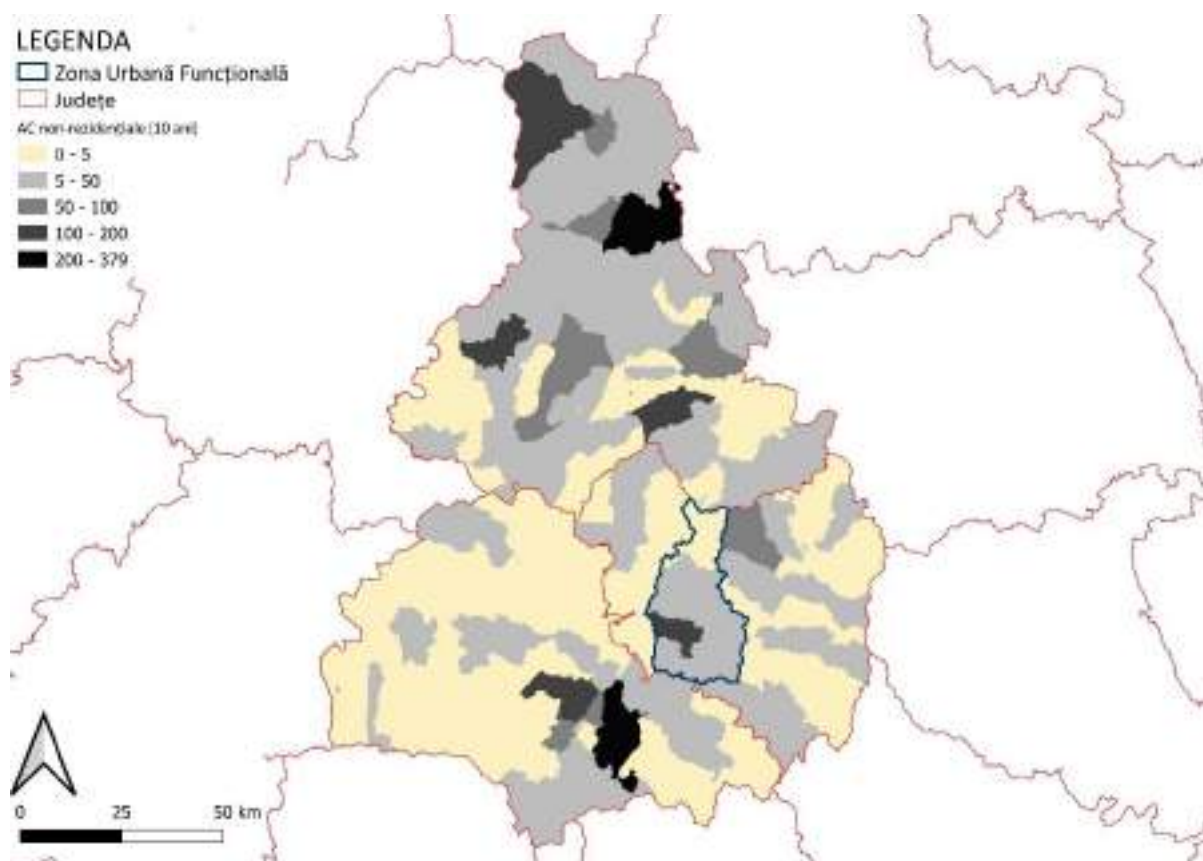 LEGENDA
Zona Urbană Funcțională
Județe
AC non-rezidențiale (10 ani)
0 - 5
5 - 50
50 - 100
100 - 200
200 - 379
0 25 50 km